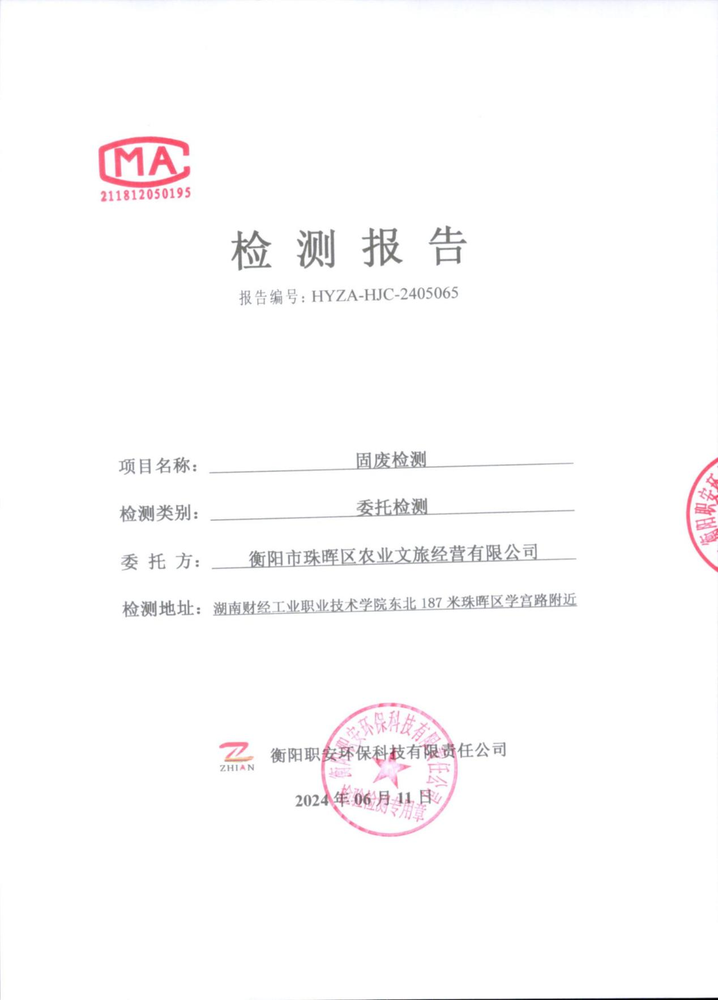 CMA
211812050195
检测报告
报告编号：HYZA-HJC-2405065
项目名称： 固废检测
检测类别： 委托检测
委 托 方： 衡阳市珠晖区农业文旅经营有限公司
检测地址： 湖南财经工业职业技术学院东北 187 米珠晖区学宫路附近
衡阳职安环
ZHIAN
衡阳职安环保科技有限责任公司
衡阳职安环保科技有限责任公司
2024 年 06 月 11 日
检验检测专用章